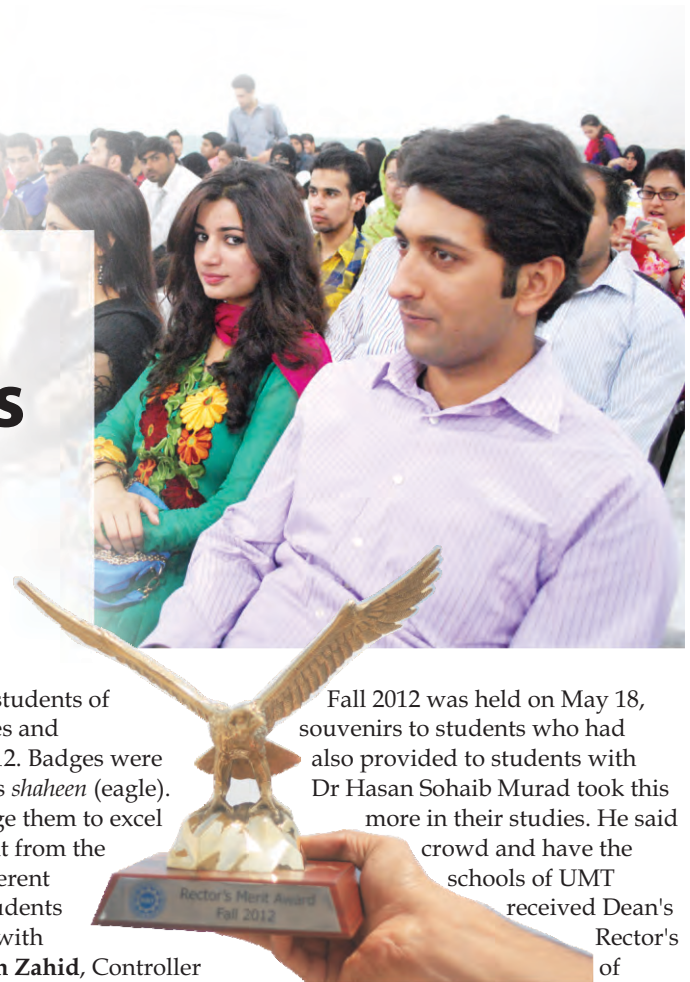 s
students of Fall 2012 was held on May 18,
es and souvenirs to students who had
12. Badges were also provided to students with
s shaheen (eagle). Dr Hasan Sohaib Murad took this
ge them to excel more in their studies. He said
t from the crowd and have the
erent schools of UMT
udents received Dean's
with Rector's
n Zahid, Controller of
Rector's Merit Award
Fall 2012